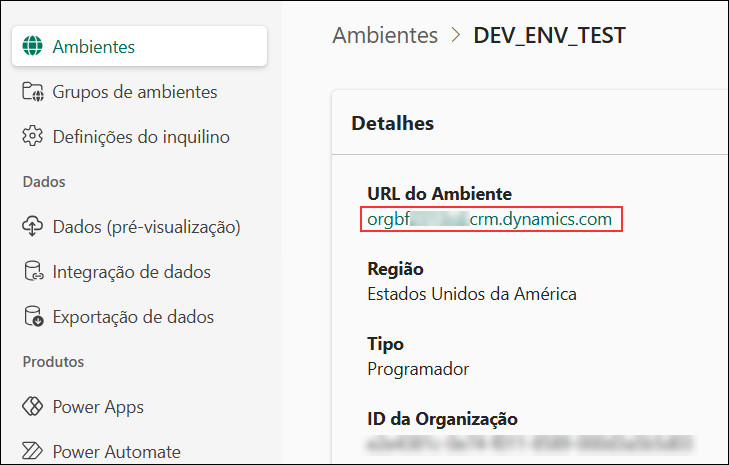 Ambientes
Grupos de ambientes
Definições do inquilino
Dados
Dados (pré-visualização)
Integração de dados
Exportação de dados
Produtos
Power Apps
Power Automate
Ambientes > DEV_ENV_TEST
Detalhes
URL do Ambiente
orgbf crm.dynamics.com
Região
Estados Unidos da América
Tipo
Programador
ID da Organização